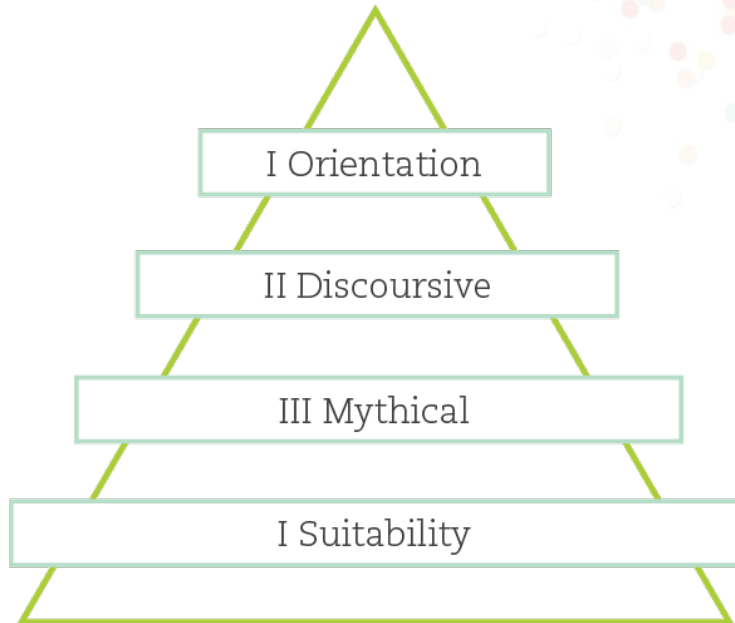 I Orientation
II Discoursive
III Mythical
I Suitability